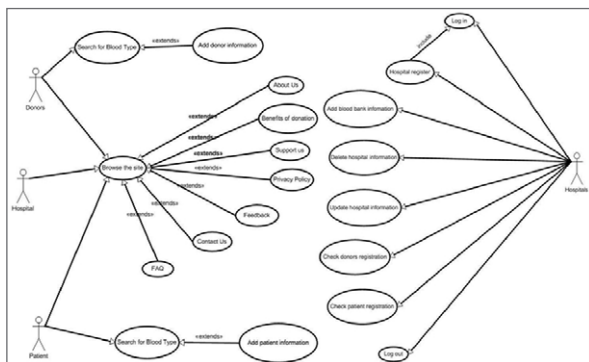 Log in
Search for Blood Type
«extends»
Add donor information
include
Hospital register
Donors
About Us
«extends»
Benefits of donation
«extends»
Add blood bank infomation
Support us
«extends»
Browse the site
«extends»
Privacy Policy
Delete hospital information
Hospital
Hospitals
«extends»
Feedback
Update hospital information
«extends»
«extends»
Contact Us
FAQ
Check donors registration
Check patient registration
Patient
Search for Blood Type
«extends»
Add patient information
Log out